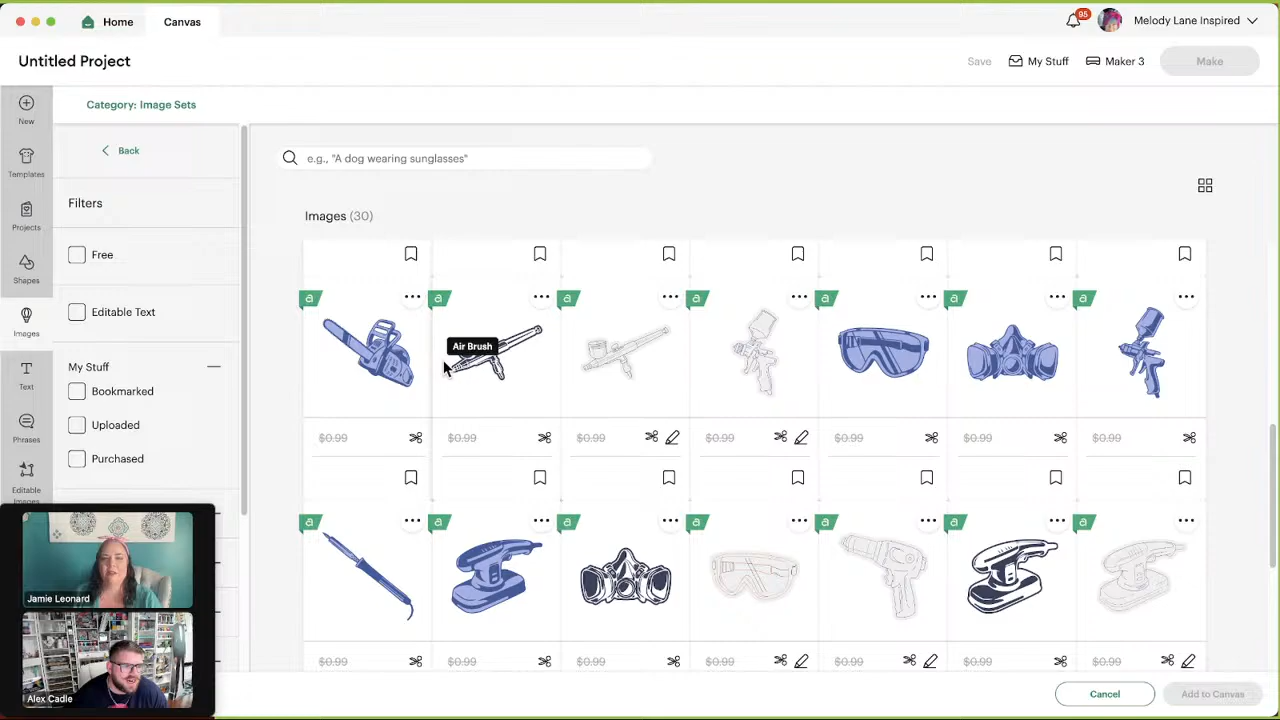 Home
Canvas
95
Melody Lane Inspired
Untitled Project
Save
My Stuff
Maker 3
Make
New
Category: Image Sets
Back
e.g., "A dog wearing sunglasses"
Templates
Filters
Projects
Images (30)
Free
Shapes
a a a a a a a
Editable Text
Images
Air Brush
My Stuff
Text
Bookmarked
Uploaded
Phrases
$0.99 $0.99 $0.99 $0.99 $0.99 $0.99 $0.99
Purchased
Editable
Images
a a a a a a a
Jamie Leonard
$0.99 $0.99 $0.99 $0.99 $0.99 $0.99 $0.99
Alex Cadle
Cancel
Add to Canvas